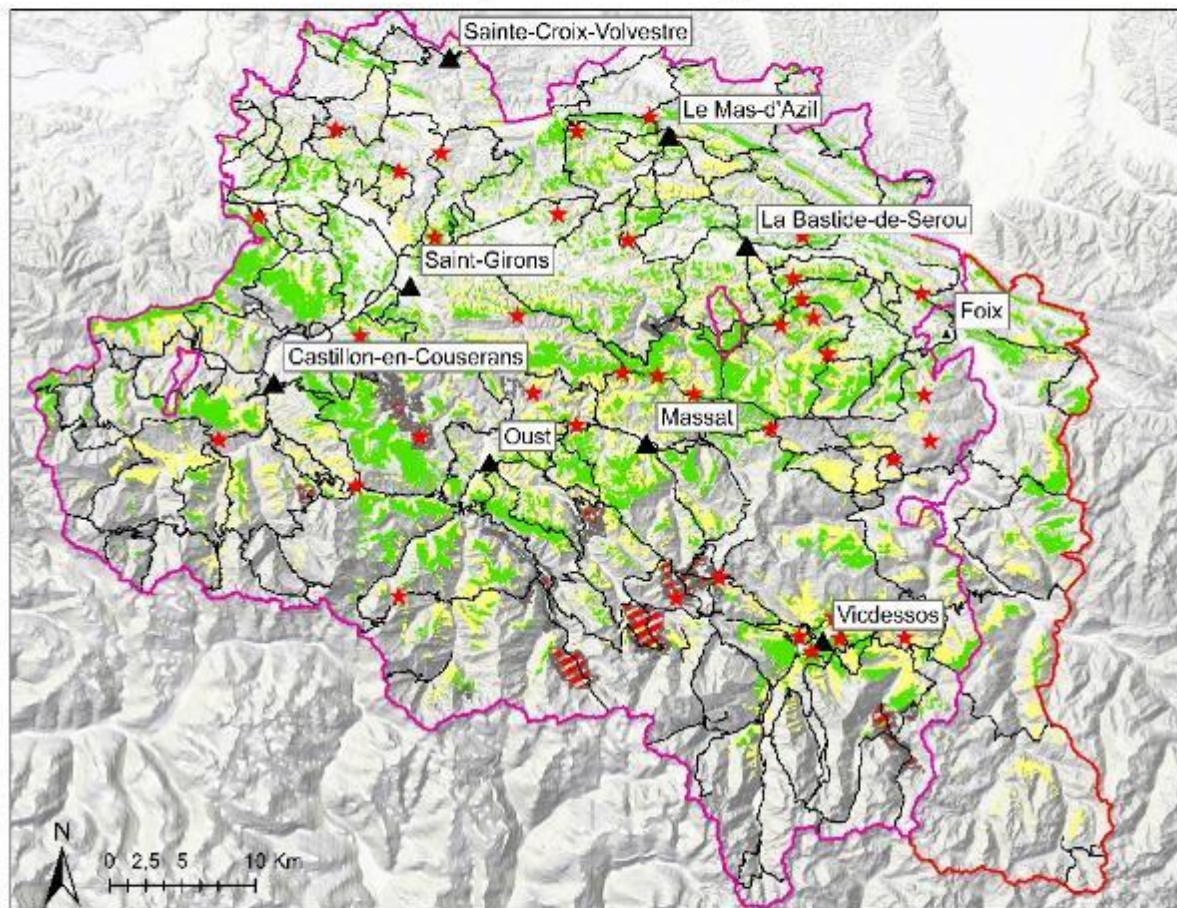 Sainte-Croix-Volvestre
Le Mas-d'Azil
La Bastide-de-Serou
Saint-Girons
Foix
Castillon-en-Couserans
Massat
Oust
Vicdessos
N
0 2,5 5 10 Km